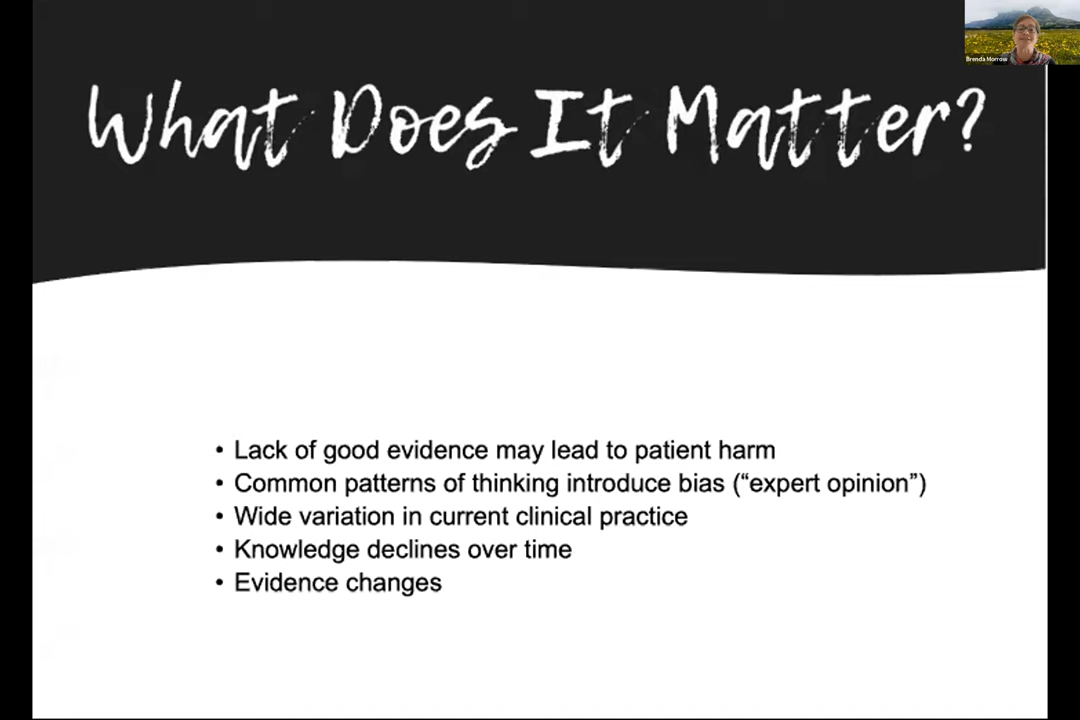 Brenda Morrow
What Does It Matter?
• Lack of good evidence may lead to patient harm
• Common patterns of thinking introduce bias (“expert opinion”)
• Wide variation in current clinical practice
• Knowledge declines over time
• Evidence changes